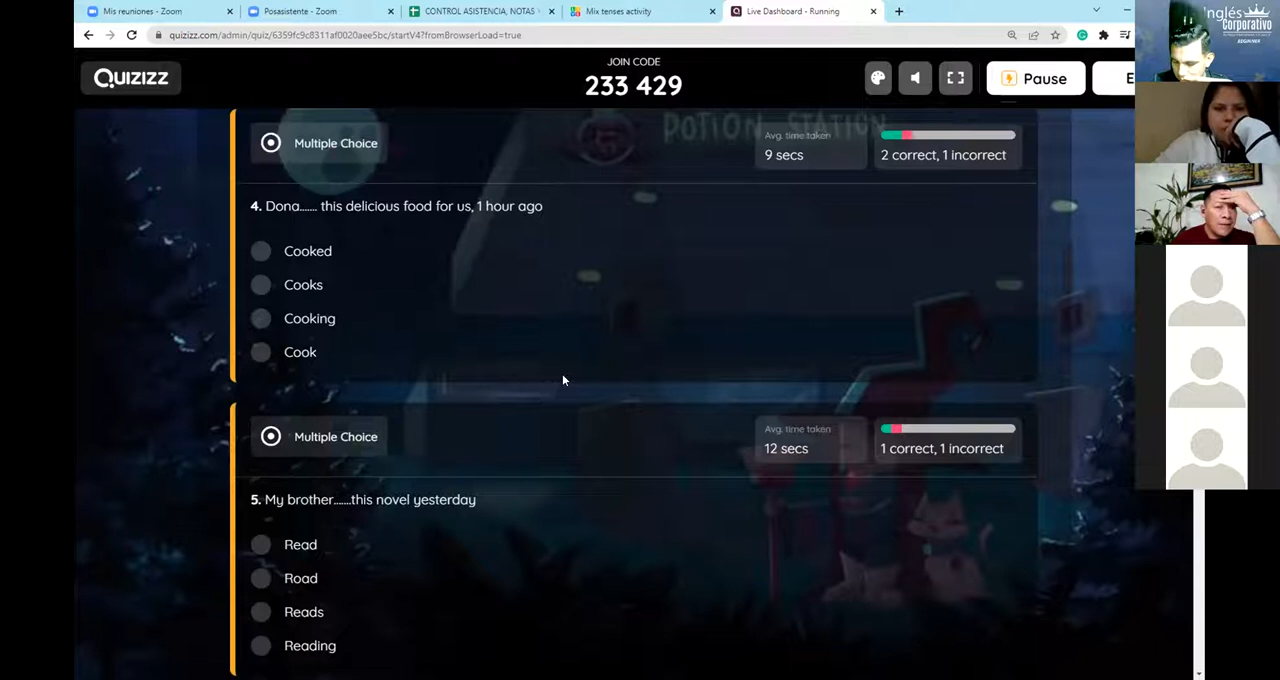 Mis reuniones - Zoom
Posasistente - Zoom
CONTROL ASISTENCIA, NOTAS
Mix tenses activity
Live Dashboard - Running
quizizz.com/admin/quiz/6359fc9c8311af0020aee5bc/startV4?fromBrowserLoad=true
Inglés
Corporativo
BEGINNER
QUIZIZZ
JOIN CODE
233 429
Pause
E
POTION STATION
Multiple Choice
Avg. time taken
9 secs
2 correct, 1 incorrect
4. Dona....... this delicious food for us, 1 hour ago
Cooked
Cooks
Cooking
Cook
Multiple Choice
Avg. time taken
12 secs
1 correct, 1 incorrect
5. My brother.......this novel yesterday
Read
Road
Reads
Reading